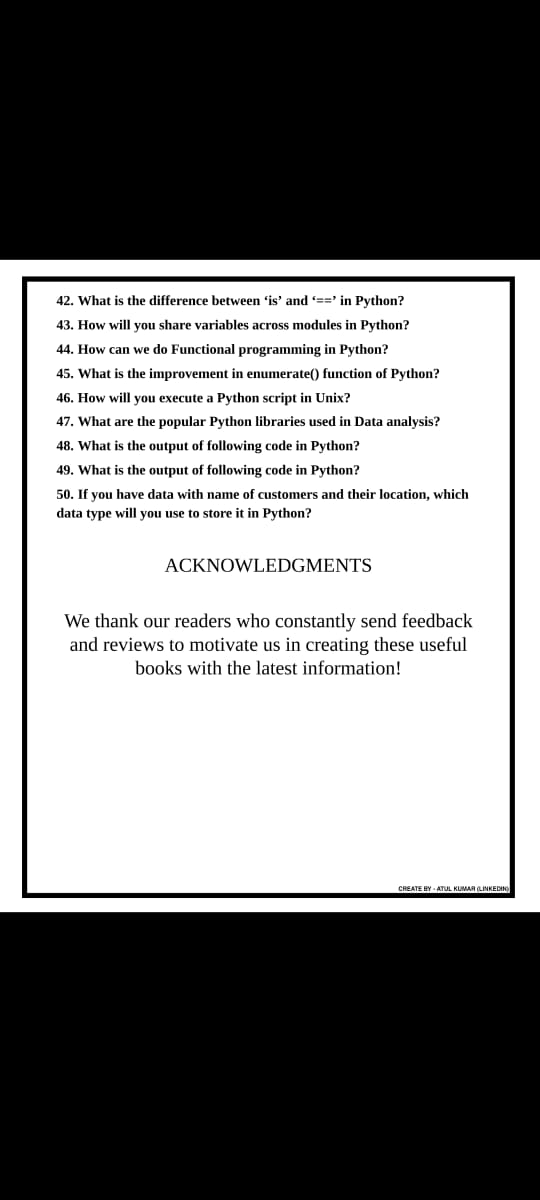 42. What is the difference between ‘is’ and ‘==’ in Python?
43. How will you share variables across modules in Python?
44. How can we do Functional programming in Python?
45. What is the improvement in enumerate() function of Python?
46. How will you execute a Python script in Unix?
47. What are the popular Python libraries used in Data analysis?
48. What is the output of following code in Python?
49. What is the output of following code in Python?
50. If you have data with name of customers and their location, which
data type will you use to store it in Python?
ACKNOWLEDGMENTS
We thank our readers who constantly send feedback
and reviews to motivate us in creating these useful
books with the latest information!
CREATE BY - ATUL KUMAR (LINKEDIN)